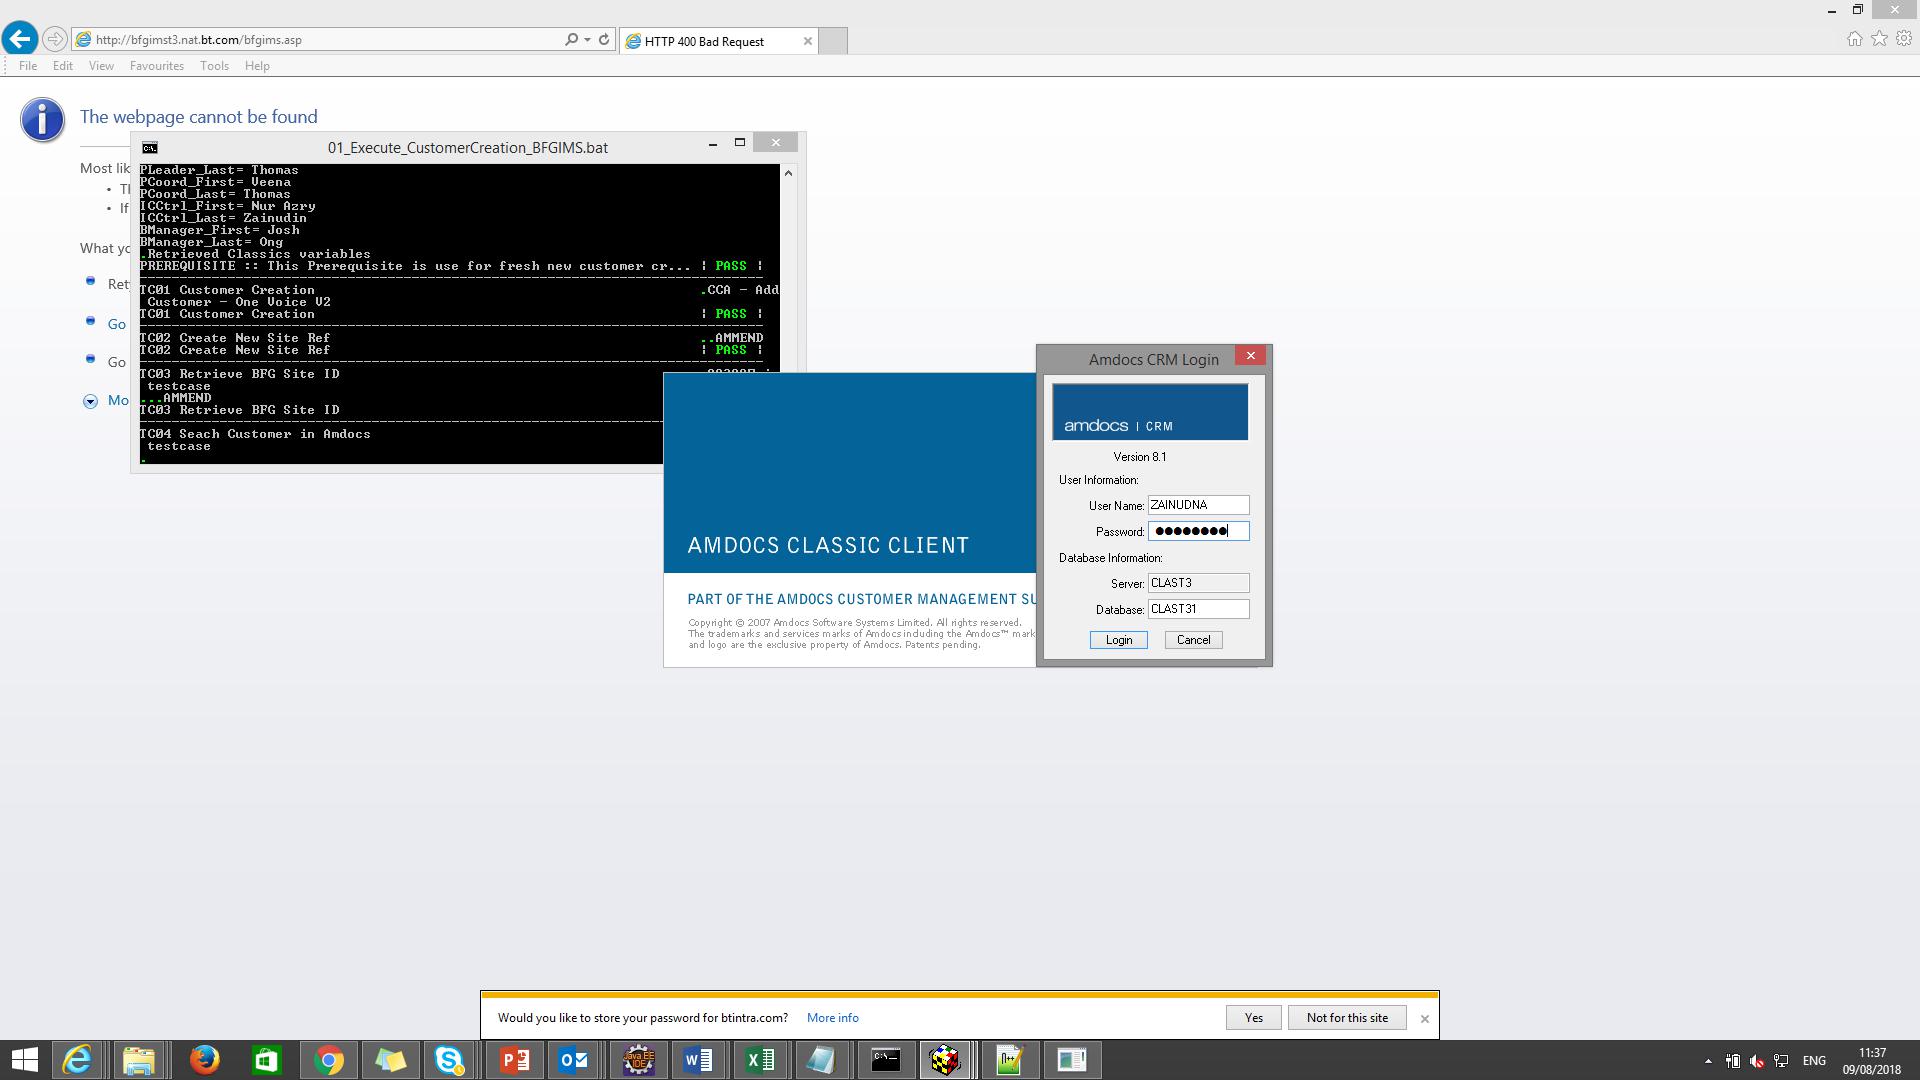 http://bfgimst3.nat.bt.com/bfgims.asp
HTTP 400 Bad Request
File Edit View Favourites Tools Help
The webpage cannot be found
Most lik
What yo
Ret
Go
Go
Mo
01_Execute_CustomerCreation_BFGIMS.bat
PLeader_Last= Thomas
PCoord_First= Veena
PCoord_Last= Thomas
ICCtrl_First= Nur Azry
ICCtrl_Last= Zainudin
BManager_First= Josh
BManager_Last= Ong
.Retrieved Classics variables
PREREQUISITE :: This Prerequisite is use for fresh new customer cr... | PASS |
TC01 Customer Creation .CCA - Add
Customer - One Voice V2
TC01 Customer Creation | PASS |
TC02 Create New Site Ref ..AMMEND
TC02 Create New Site Ref | PASS |
TC03 Retrieve BFG Site ID
testcase
...AMMEND
TC03 Retrieve BFG Site ID
TC04 Seach Customer in Amdocs
testcase
.
AMDOCS CLASSIC CLIENT
PART OF THE AMDOCS CUSTOMER MANAGEMENT SU
Copyright © 2007 Amdocs Software Systems Limited. All rights reserved.
The trademarks and services marks of Amdocs including the Amdocs™ mark
and logo are the exclusive property of Amdocs. Patents pending.
Amdocs CRM Login
amdocs | CRM
Version 8.1
User Information:
User Name: ZAINUDNA
Password: ●●●●●●●●
Database Information:
Server: CLAST3
Database: CLAST31
Login Cancel
Would you like to store your password for btintra.com? More info Yes Not for this site
ENG
11:37
09/08/2018